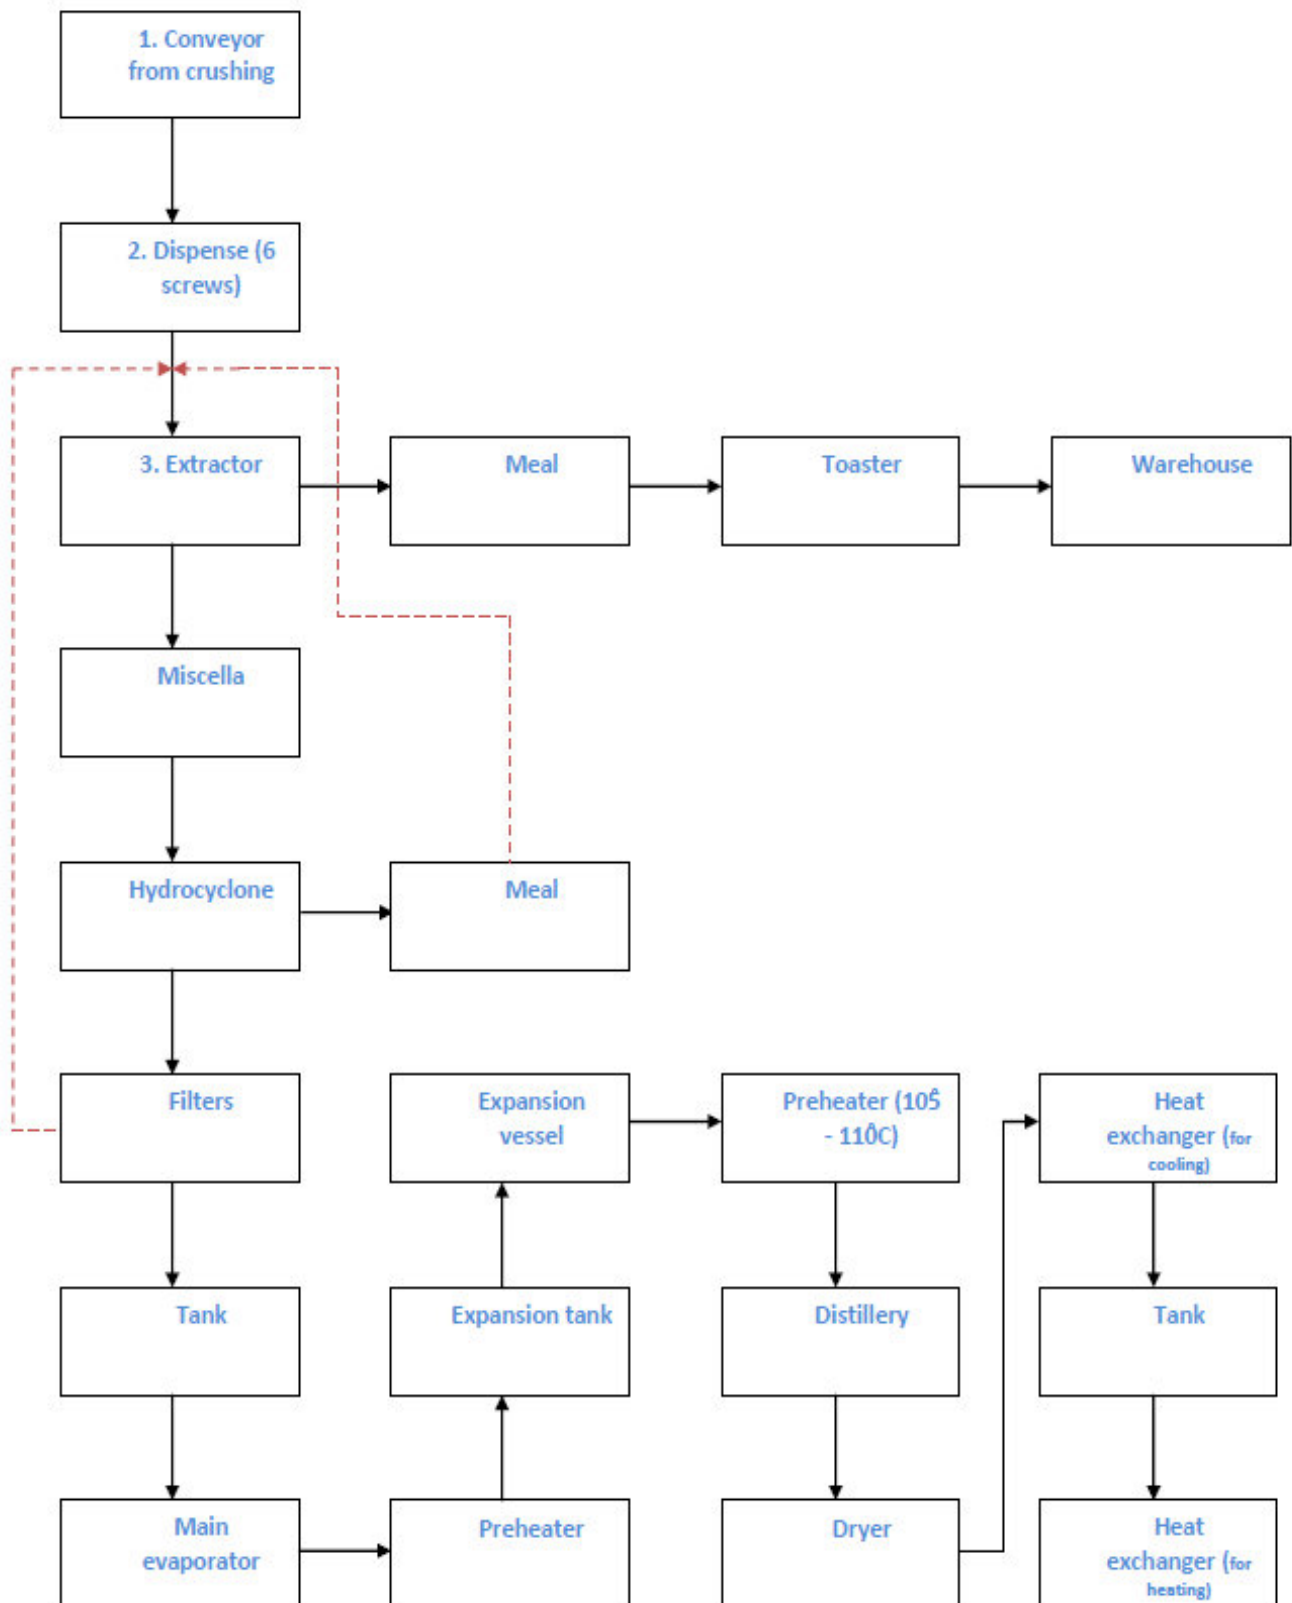 1. Conveyor
from crushing
2. Dispense (6
screws)
3. Extractor
Meal
Toaster
Warehouse
Miscella
Hydrocyclone
Meal
Filters
Expansion
vessel
Preheater (105̊
- 110̊C)
Heat
exchanger (for
cooling)
Tank
Expansion tank
Distillery
Tank
Main
evaporator
Preheater
Dryer
Heat
exchanger (for
heating)